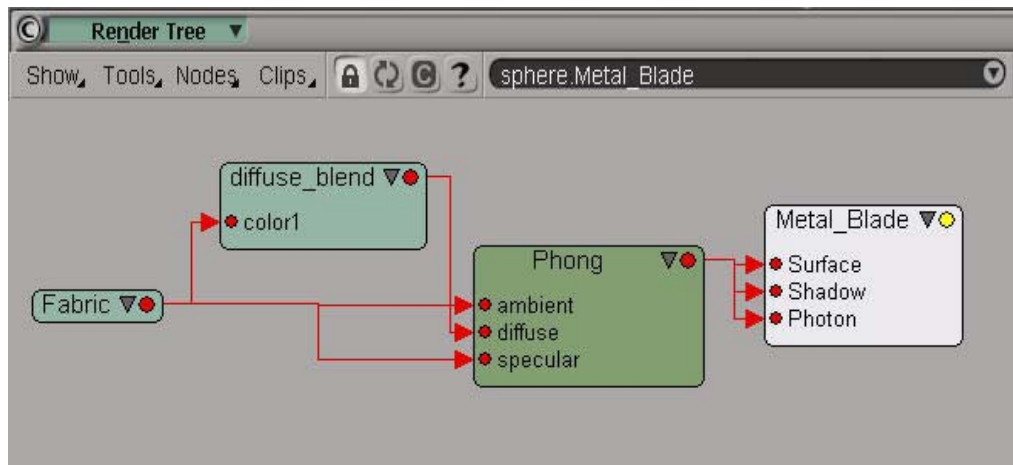 C Render Tree
Show Tools Nodes Clips C ? sphere.Metal_Blade
diffuse_blend
color1
Fabric
Phong
ambient
diffuse
specular
Metal_Blade
Surface
Shadow
Photon